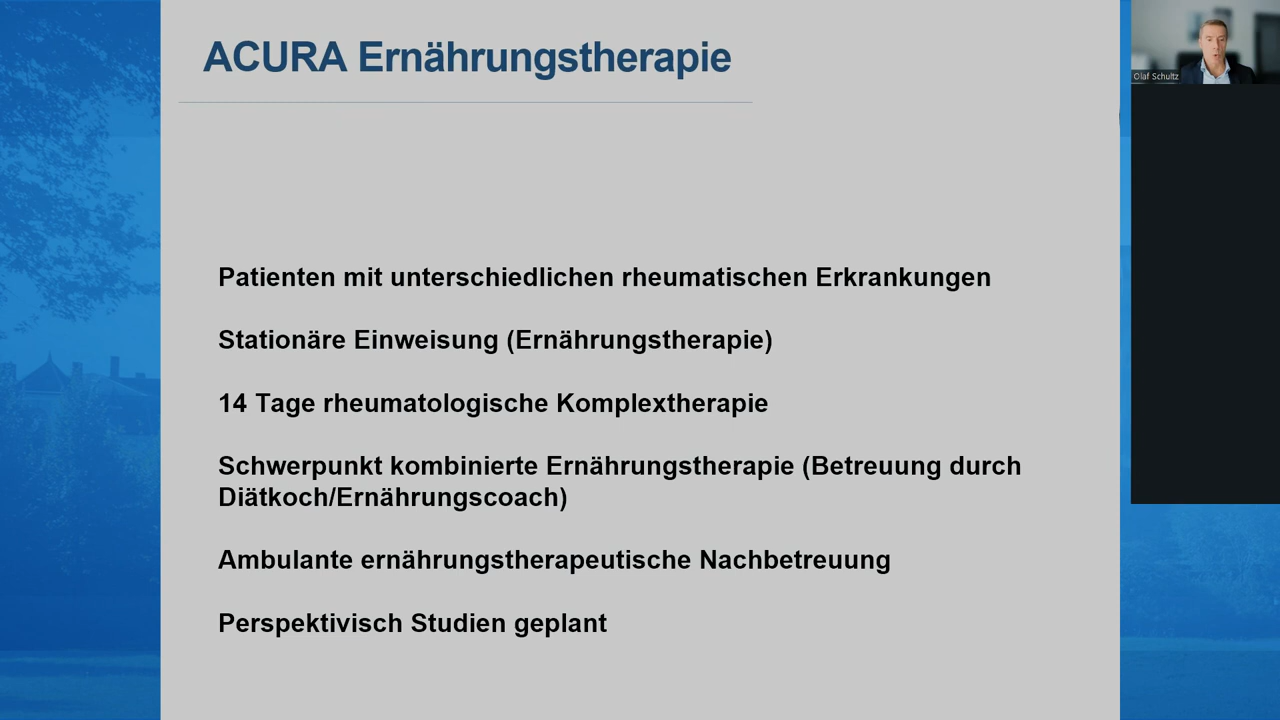 ACURA Ernährungstherapie
Olaf Schultz
Patienten mit unterschiedlichen rheumatischen Erkrankungen
Stationäre Einweisung (Ernährungstherapie)
14 Tage rheumatologische Komplextherapie
Schwerpunkt kombinierte Ernährungstherapie (Betreuung durch
Diätkoch/Ernährungscoach)
Ambulante ernährungstherapeutische Nachbetreuung
Perspektivisch Studien geplant